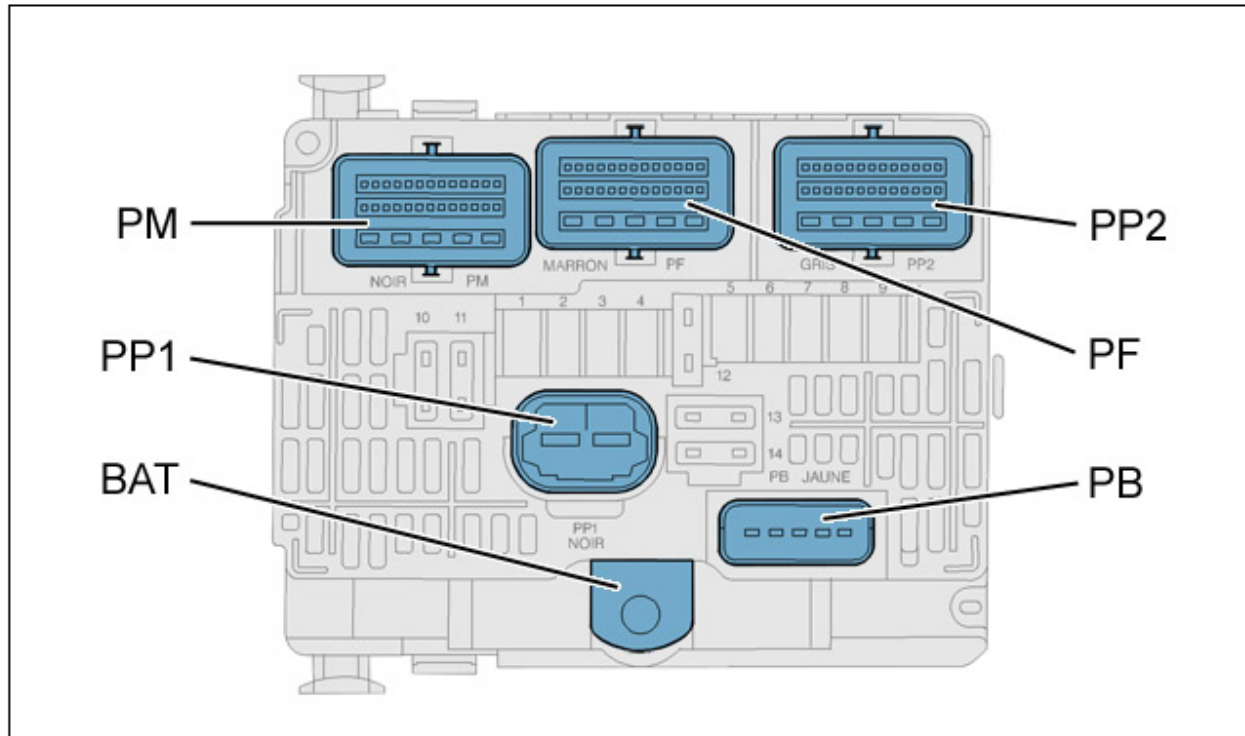 PM
PP2
NOIR PM
MARRON PF
GRIS PP2
1 2 3 4
5 6 7 8 9
10 11
PP1
PF
12
13
14
BAT
PB JAUNE
PB
PP1
NOIR